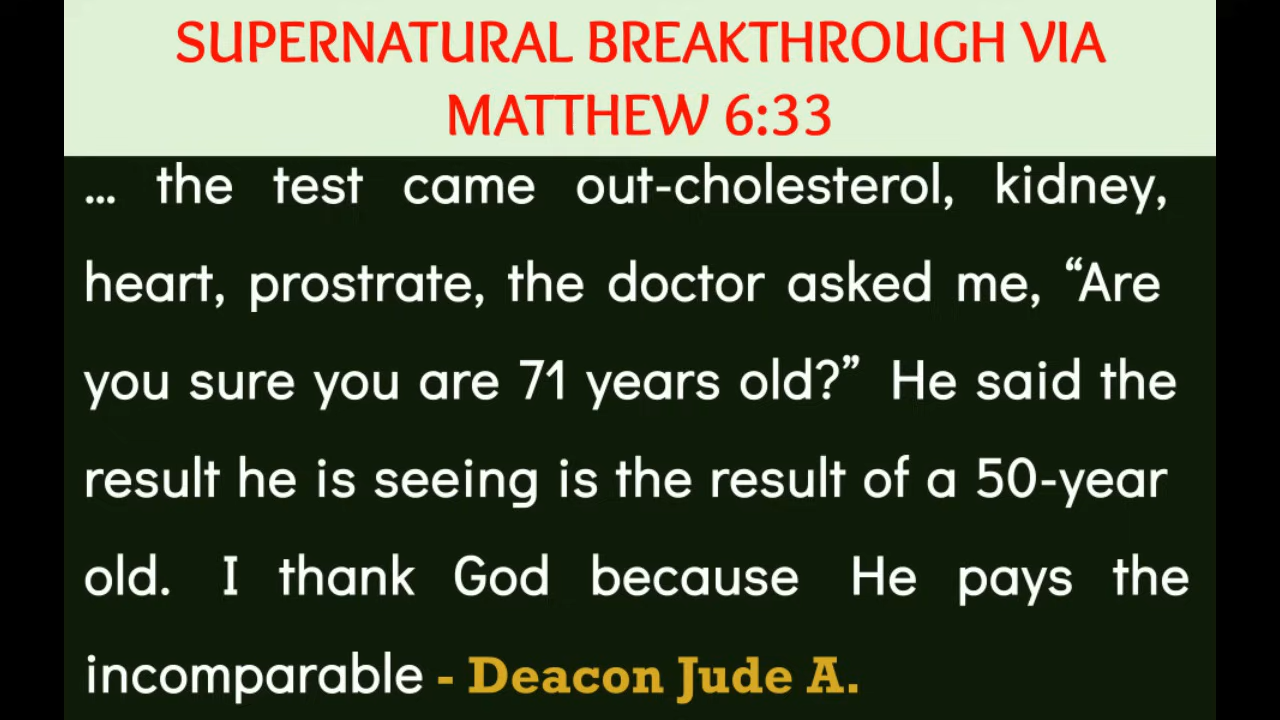 SUPERNATURAL BREAKTHROUGH VIA
MATTHEW 6:33
... the test came out-cholesterol, kidney,
heart, prostrate, the doctor asked me, “Are
you sure you are 71 years old?” He said the
result he is seeing is the result of a 50-year
old. I thank God because He pays the
incomparable - Deacon Jude A.